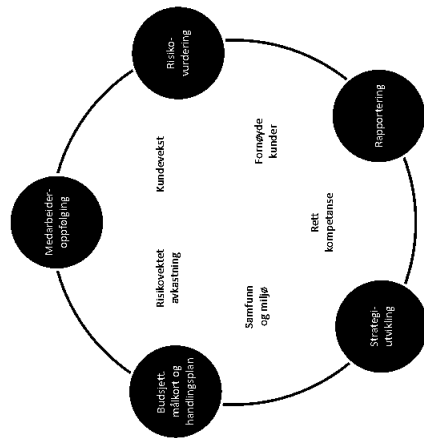 Medarbeider-
oppfølging
Risiko-
vurdering
Rapportering
Strategi-
utvikling
Budsjett,
målkort og
handlingsplan
Risikovektet
avkastning
Kundevekst
Fornøyde
kunder
Rett
kompetanse
Samfunn
og miljø